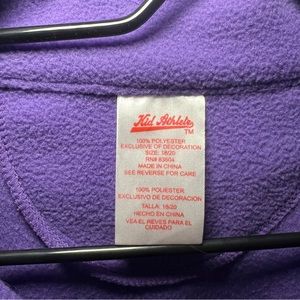 Kid Athlete
TM
100% POLYESTER
EXCLUSIVE OF DECORATION
SIZE: 18/20
RN# 83604
MADE IN CHINA
SEE REVERSE FOR CARE
100% POLIESTER
EXCLUSIVO DE DECORACION
TALLA: 18/20
HECHO EN CHINA
VEA EL REVES PARA EL
CUIDADO